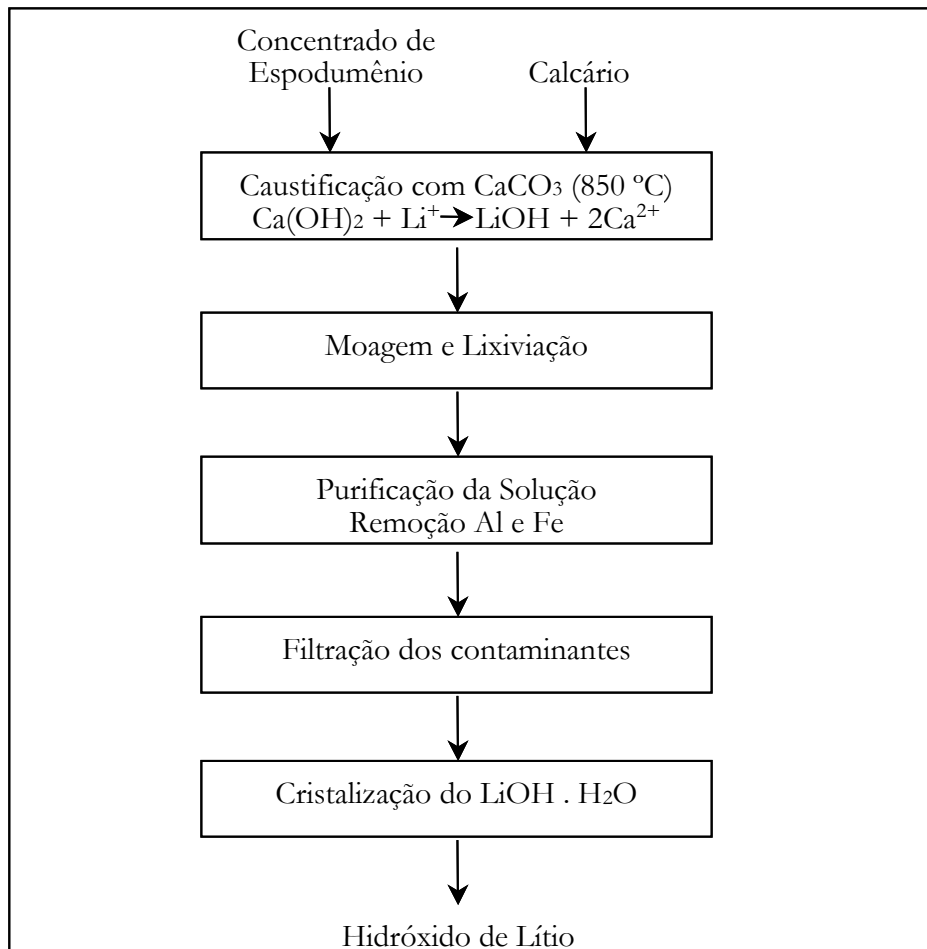 Concentrado de
Espodumênio
Calcário
Caustificação com CaCO₃ (850 ºC)
Ca(OH)₂ + Li⁺→LiOH + 2Ca²⁺
Moagem e Lixiviação
Purificação da Solução
Remoção Al e Fe
Filtração dos contaminantes
Cristalização do LiOH . H₂O
Hidróxido de Lítio